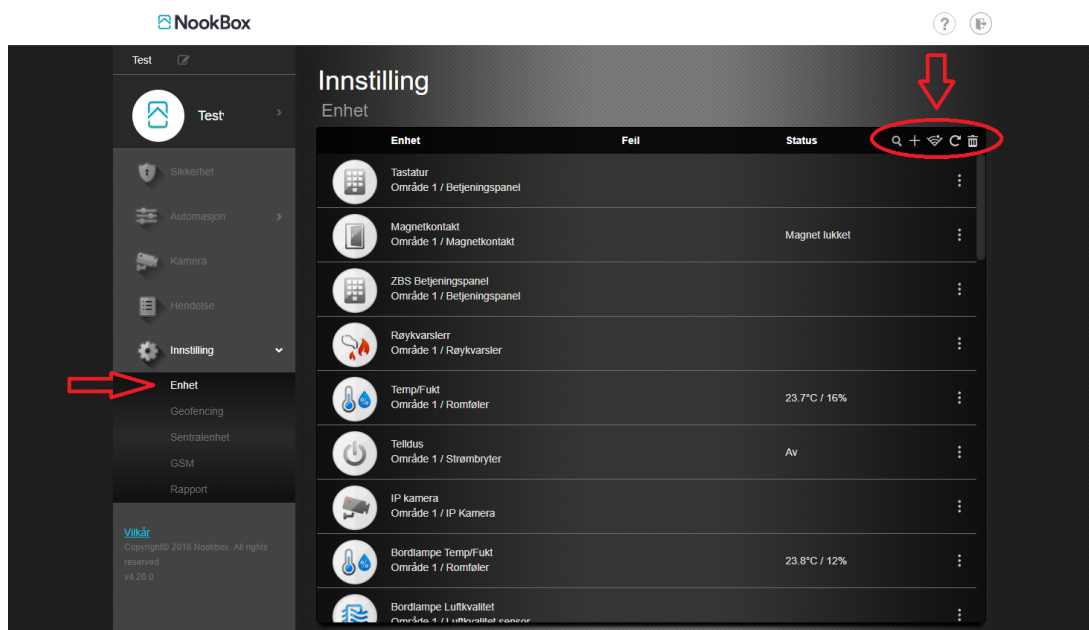 NookBox
?
Test
Test
Sikkerhet
Automasjon
Kamera
Hendelse
Innstilling
Enhet
Geofencing
Sentralenhet
GSM
Rapport
Vilkår
Copyright© 2018 Nookbox. All rights
reserved.
v4.20.0
Innstilling
Enhet
Enhet Feil Status
Tastatur
Område 1 / Betjeningspanel
Magnetkontakt
Område 1 / Magnetkontakt
Magnet lukket
ZBS Betjeningspanel
Område 1 / Betjeningspanel
Røykvarslerr
Område 1 / Røykvarsler
Temp/Fukt
Område 1 / Romføler
23.7°C / 16%
Telldus
Område 1 / Strømbryter
Av
IP kamera
Område 1 / IP Kamera
Bordlampe Temp/Fukt
Område 1 / Romføler
23.8°C / 12%
Bordlampe Luftkvalitet
Område 1 / Luftkvalitet sensor